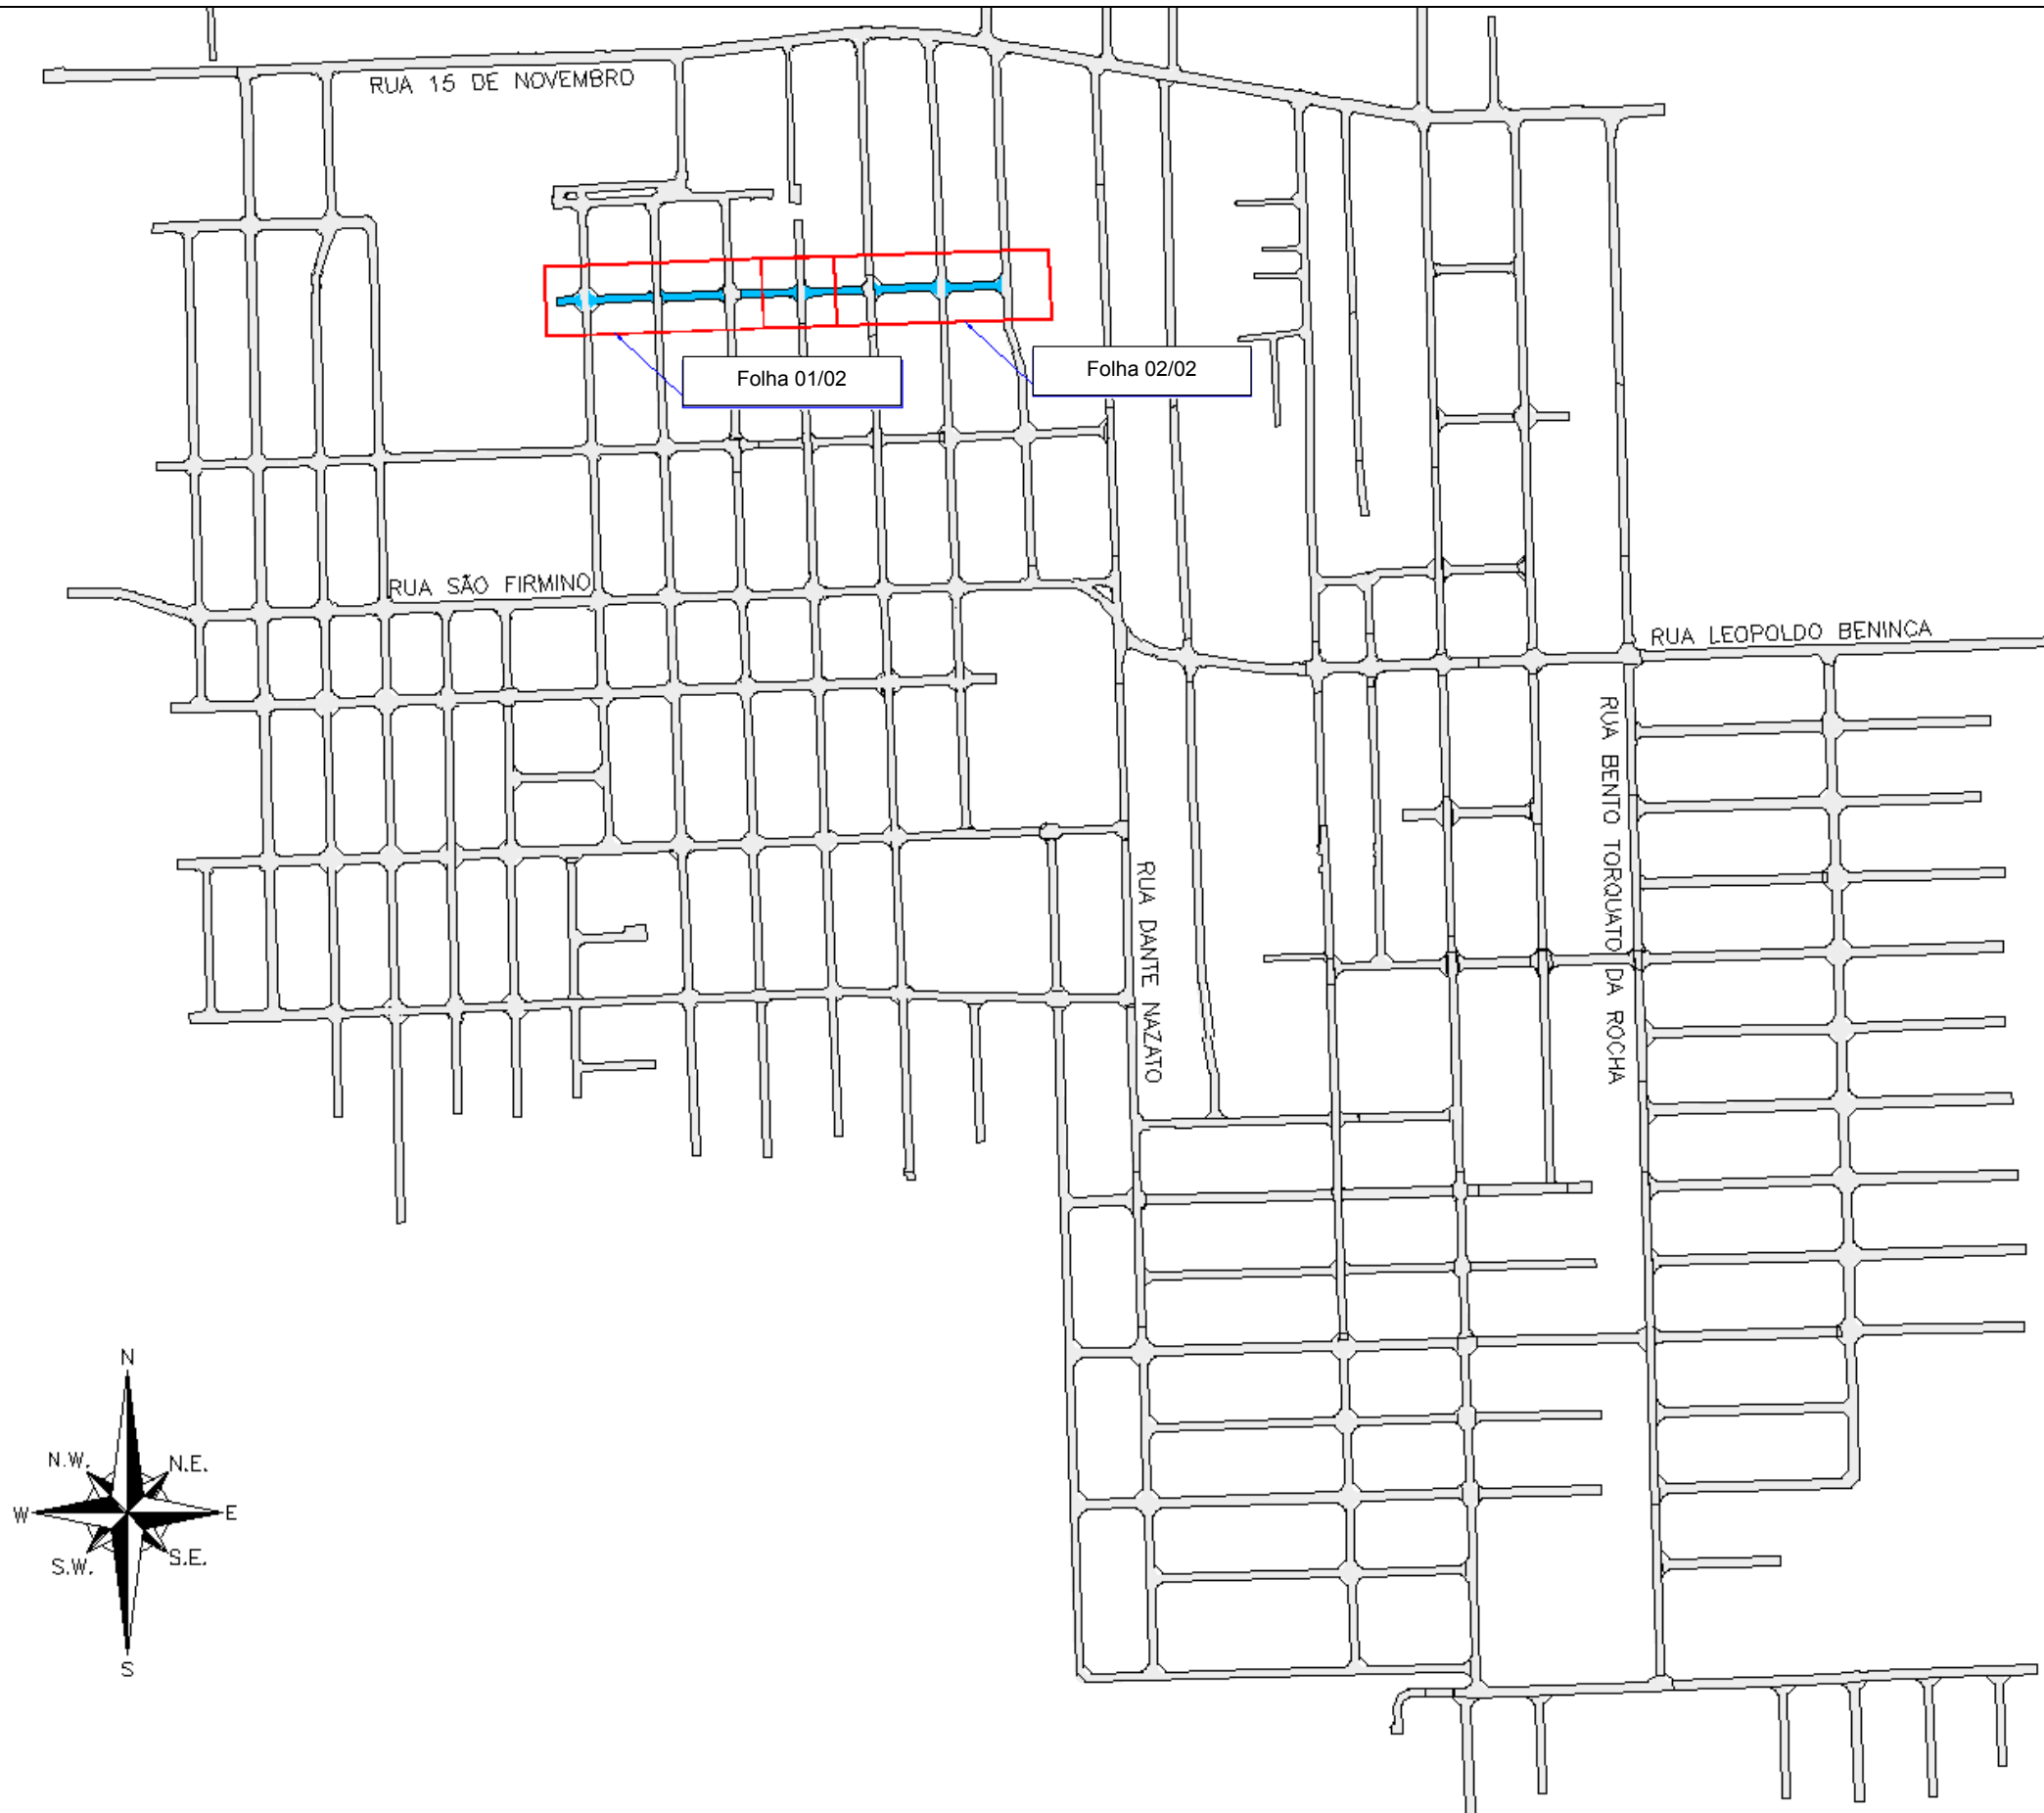 RUA 15 DE NOVEMBRO
Folha 01/02
Folha 02/02
RUA SÃO FIRMINO
RUA LEOPOLDO BENINCA
RUA BENTO TORQUATO DA ROCHA
RUA DANTE NAZATO
N
N.W.
N.E.
W
E
S.W.
S.E.
S